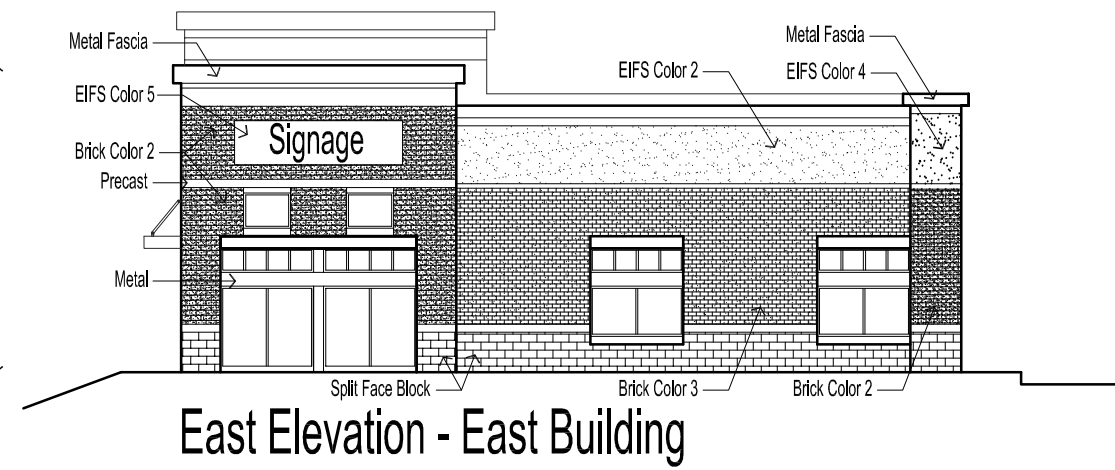 Metal Fascia
EIFS Color 5
Brick Color 2
Precast
Metal
Signage
EIFS Color 2
Metal Fascia
EIFS Color 4
Split Face Block
Brick Color 3
Brick Color 2
East Elevation - East Building